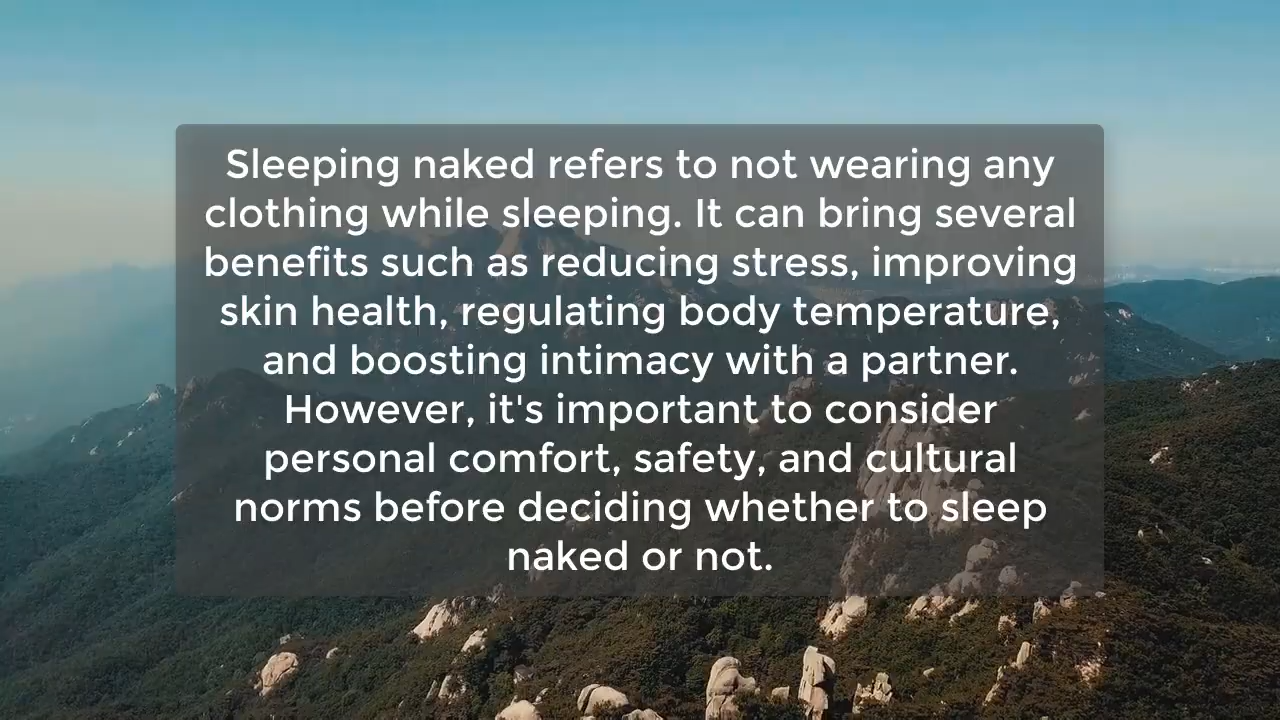 Sleeping naked refers to not wearing any
clothing while sleeping. It can bring several
benefits such as reducing stress, improving
skin health, regulating body temperature,
and boosting intimacy with a partner.
However, it's important to consider
personal comfort, safety, and cultural
norms before deciding whether to sleep
naked or not.